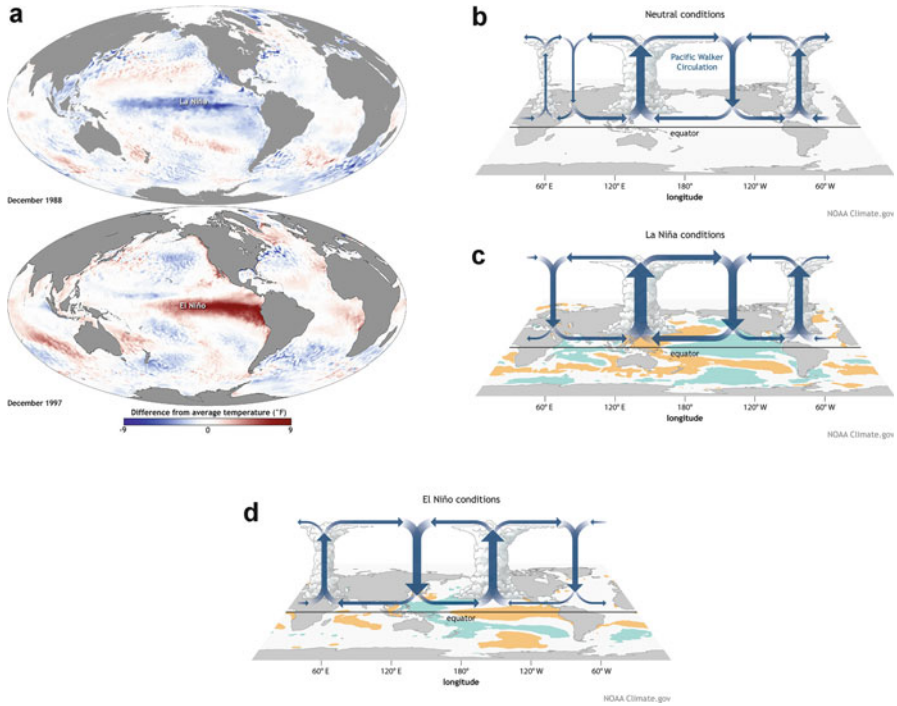 a
La Niña
December 1988
El Niño
December 1997
Difference from average temperature (°F)
-9 0 9
b
Neutral conditions
Pacific Walker
Circulation
equator
60° E 120° E 180° 120° W 60° W
longitude
NOAA Climate.gov
La Niña conditions
c
equator
60° E 120° E 180° 120° W 60° W
longitude
NOAA Climate.gov
El Niño conditions
d
equator
60° E 120° E 180° 120° W 60° W
longitude
NOAA Climate.gov